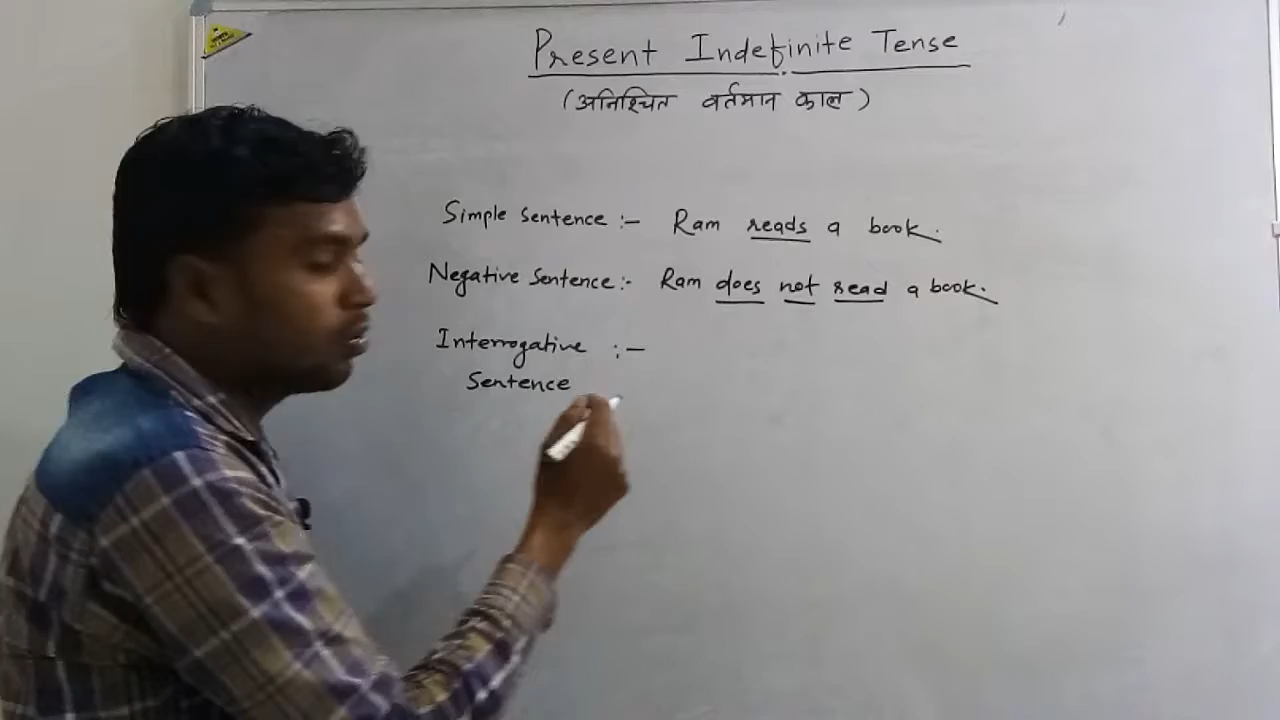 Present Indefinite Tense
(अनिश्चित वर्तमान काल)
Simple Sentence :- Ram reads a book.
Negative Sentence:- Ram does not read a book.
Interrogative :-
Sentence